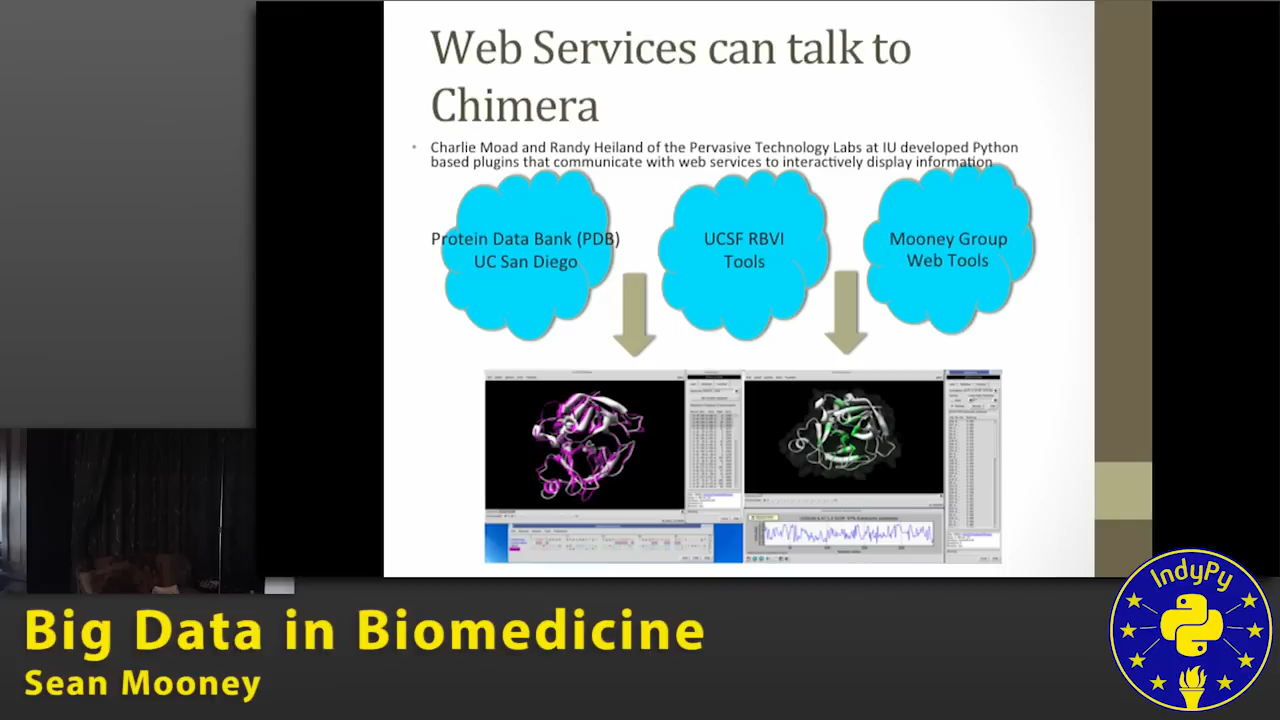 Web Services can talk to
Chimera
• Charlie Moad and Randy Heiland of the Pervasive Technology Labs at IU developed Python
based plugins that communicate with web services to interactively display information
Protein Data Bank (PDB)
UC San Diego
UCSF RBVI
Tools
Mooney Group
Web Tools
Big Data in Biomedicine
Sean Mooney
IndyPy